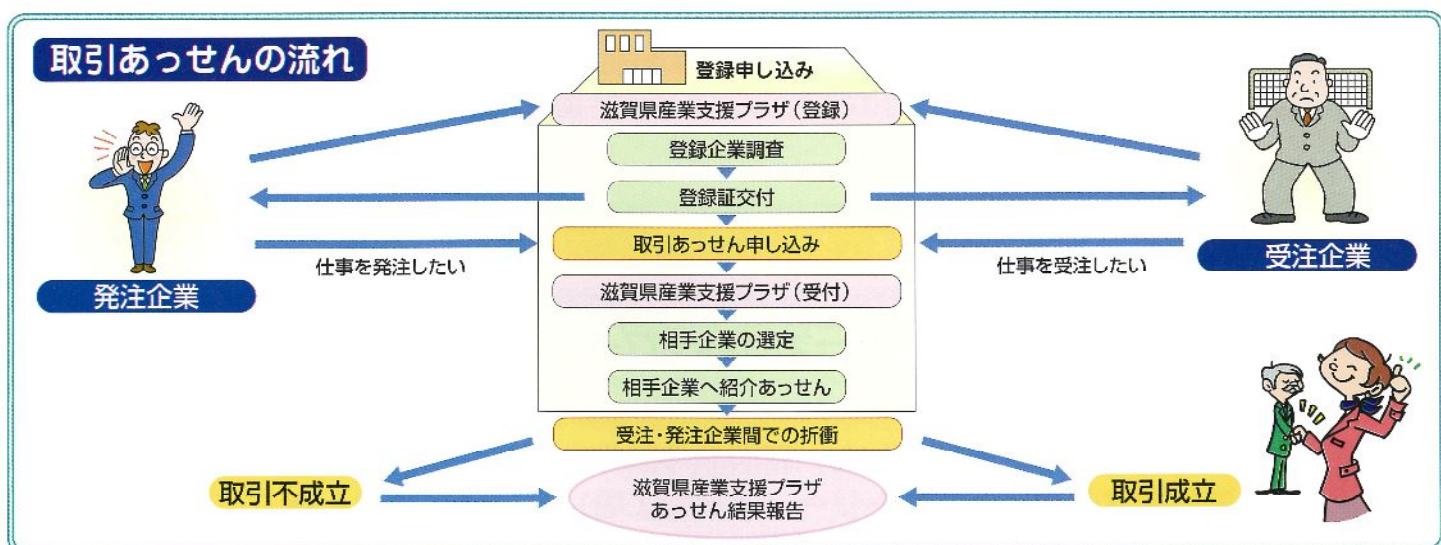 取引あっせんの流れ
登録申し込み
滋賀県産業支援プラザ(登録)
登録企業調査
登録証交付
取引あっせん申し込み
仕事を発注したい
仕事を受注したい
発注企業
受注企業
滋賀県産業支援プラザ(受付)
相手企業の選定
相手企業へ紹介あっせん
受注・発注企業間での折衝
取引不成立
滋賀県産業支援プラザ
あっせん結果報告
取引成立